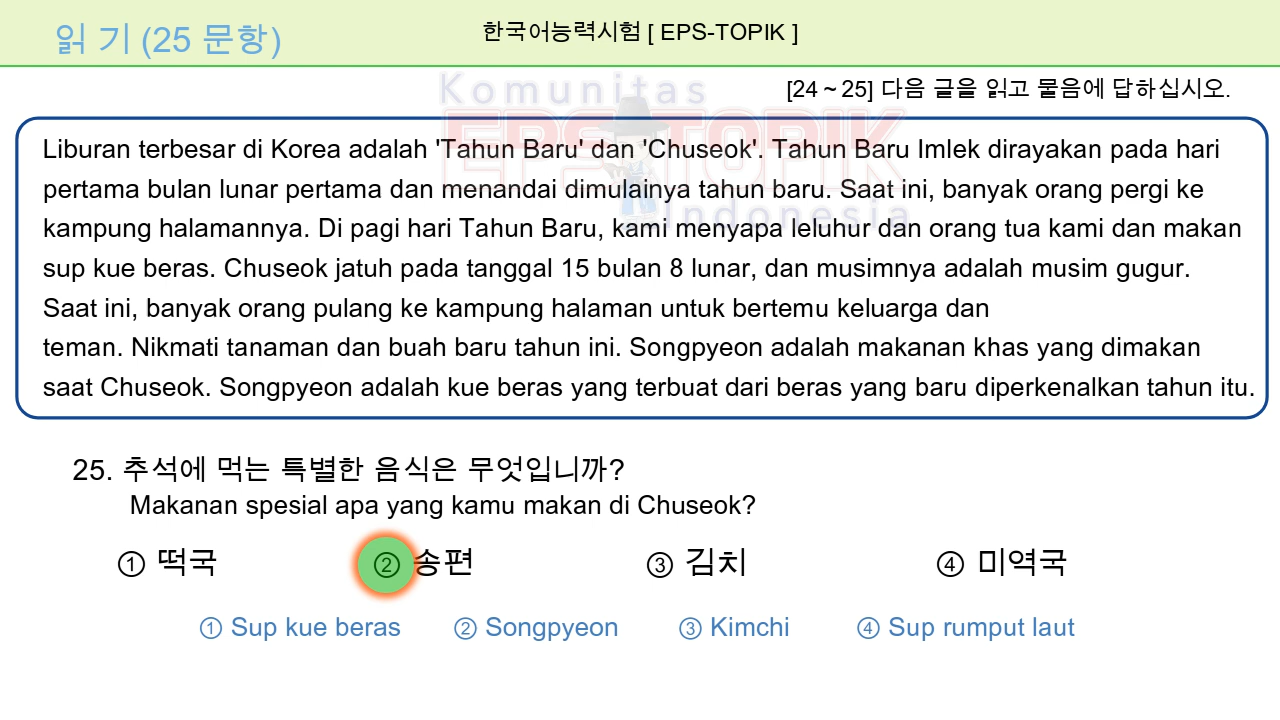 읽 기 (25 문항)
한국어능력시험 [ EPS-TOPIK ]
Komunitas
EPS-TOPIK
Indonesia
[24 ~ 25] 다음 글을 읽고 물음에 답하십시오.
Liburan terbesar di Korea adalah 'Tahun Baru' dan 'Chuseok'. Tahun Baru Imlek dirayakan pada hari
pertama bulan lunar pertama dan menandai dimulainya tahun baru. Saat ini, banyak orang pergi ke
kampung halamannya. Di pagi hari Tahun Baru, kami menyapa leluhur dan orang tua kami dan makan
sup kue beras. Chuseok jatuh pada tanggal 15 bulan 8 lunar, dan musimnya adalah musim gugur.
Saat ini, banyak orang pulang ke kampung halaman untuk bertemu keluarga dan
teman. Nikmati tanaman dan buah baru tahun ini. Songpyeon adalah makanan khas yang dimakan
saat Chuseok. Songpyeon adalah kue beras yang terbuat dari beras yang baru diperkenalkan tahun itu.
25. 추석에 먹는 특별한 음식은 무엇입니까?
Makanan spesial apa yang kamu makan di Chuseok?
① 떡국 ② 송편 ③ 김치 ④ 미역국
① Sup kue beras ② Songpyeon ③ Kimchi ④ Sup rumput laut